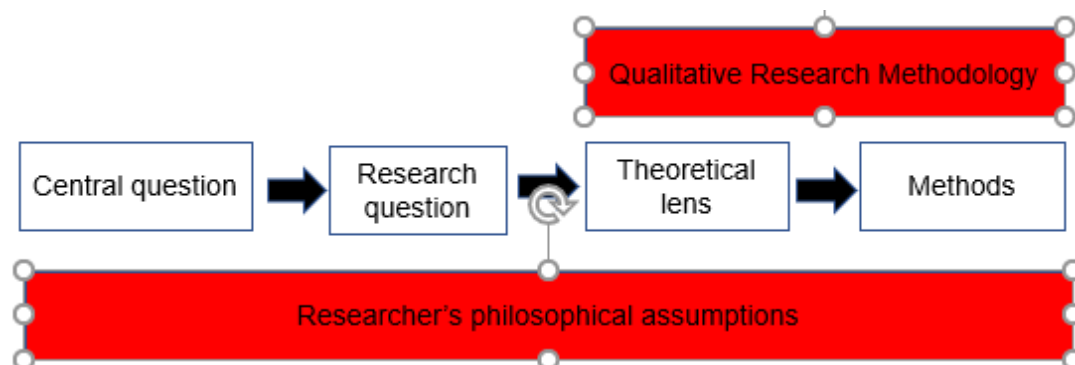 Qualitative Research Methodology
Central question
Research
question
Theoretical
lens
Methods
Researcher’s philosophical assumptions